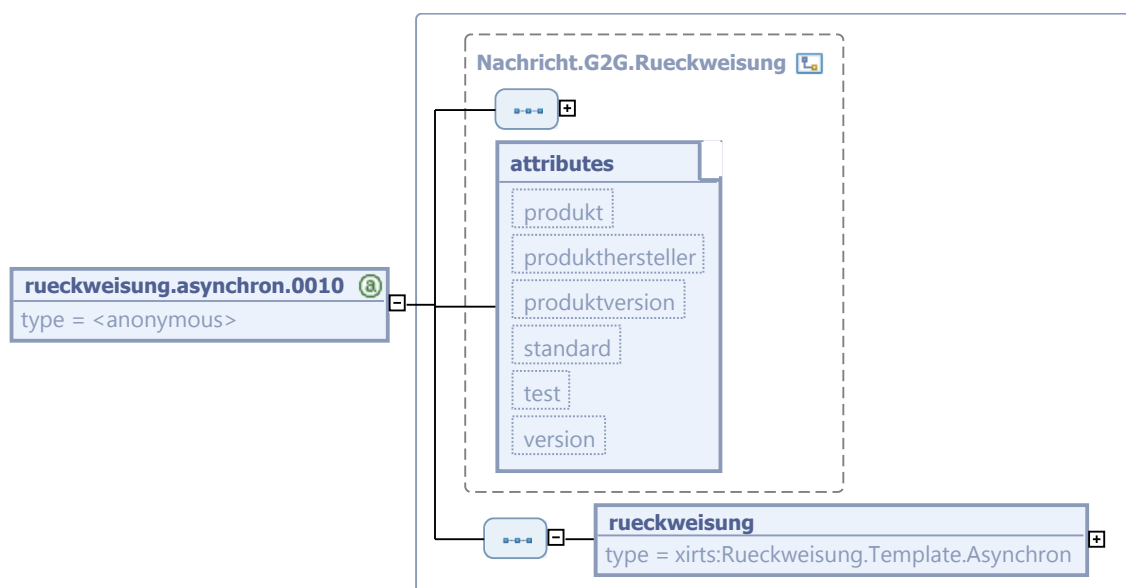 Nachricht.G2G.Rueckweisung
attributes
produkt
produkthersteller
produktversion
standard
test
version
rueckweisung.asynchron.0010 a
type = <anonymous>
rueckweisung
type = xirts:Rueckweisung.Template.Asynchron